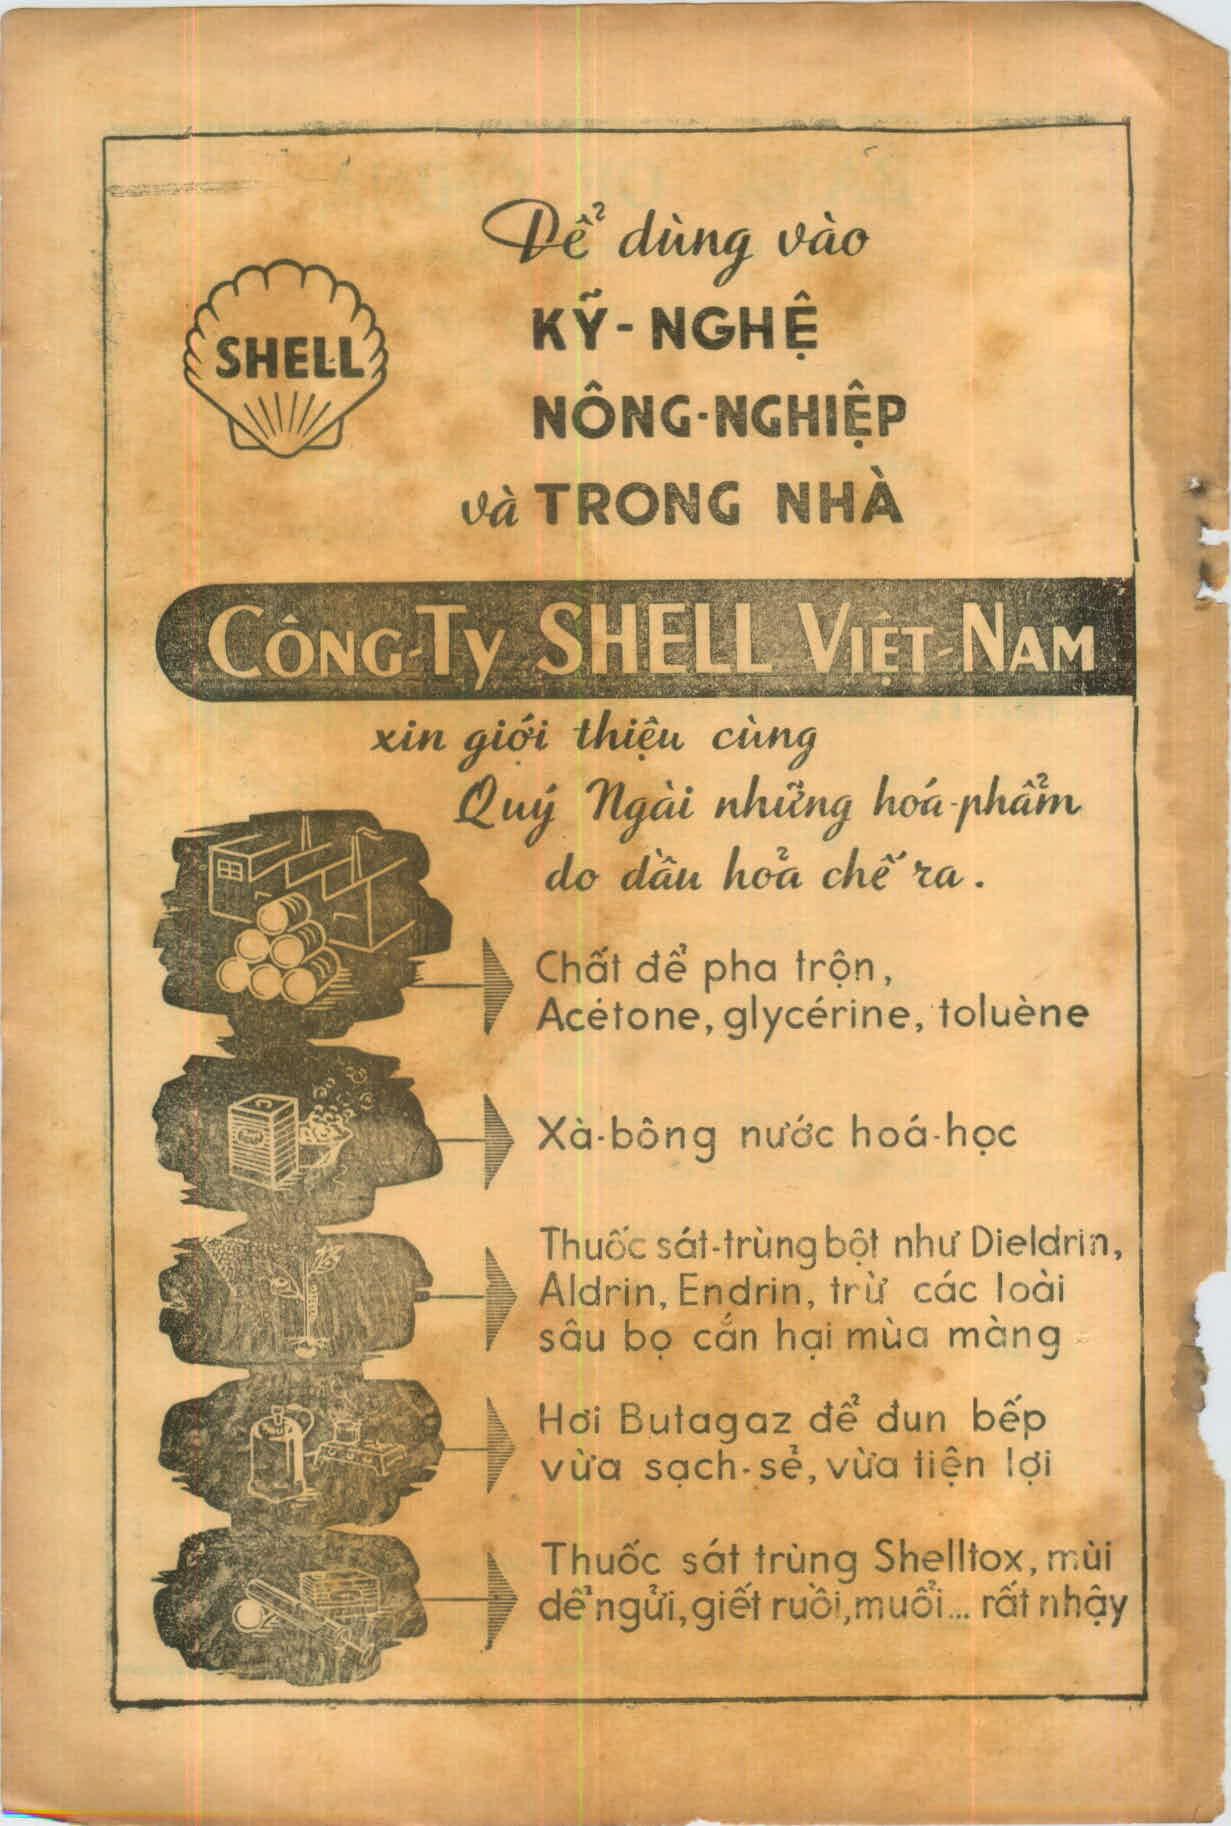 SHELL
Để dùng vào
KỸ-NGHỆ
NÔNG-NGHIỆP
và TRONG NHÀ
CÔNG-TY SHELL VIỆT-NAM
xin giới thiệu cùng
Quý Ngài những hoá-phẩm
do dầu hoả chế ra.
Chất để pha trộn,
Acétone, glycérine, toluène
Xà-bông nước hoá-học
Thuốc sát-trùng bột như Dieldrin,
Aldrin, Endrin, trừ các loài
sâu bọ cắn hại mùa màng
Hơi Butagaz để đun bếp
vừa sạch-sẻ, vừa tiện lợi
Thuốc sát trùng Shelltox, mùi
dể ngửi, giết ruồi, muỗi... rất nhậy